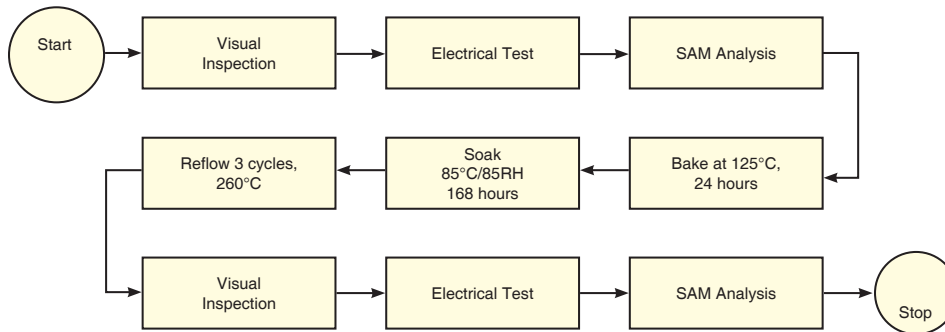 Start
Visual
Inspection
Electrical Test
SAM Analysis
Bake at 125°C,
24 hours
Soak
85°C/85RH
168 hours
Reflow 3 cycles,
260°C
Visual
Inspection
Electrical Test
SAM Analysis
Stop